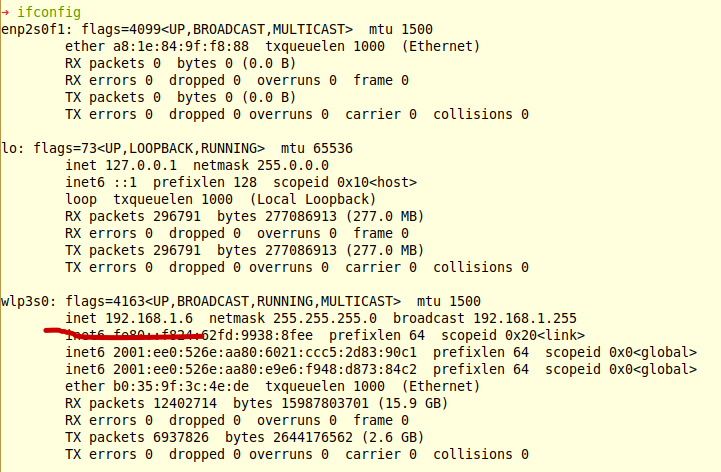 → ifconfig
enp2s0f1: flags=4099<UP,BROADCAST,MULTICAST>  mtu 1500
        ether a8:1e:84:9f:f8:88  txqueuelen 1000  (Ethernet)
        RX packets 0  bytes 0 (0.0 B)
        RX errors 0  dropped 0  overruns 0  frame 0
        TX packets 0  bytes 0 (0.0 B)
        TX errors 0  dropped 0 overruns 0  carrier 0  collisions 0

lo: flags=73<UP,LOOPBACK,RUNNING>  mtu 65536
        inet 127.0.0.1  netmask 255.0.0.0
        inet6 ::1  prefixlen 128  scopeid 0x10<host>
        loop  txqueuelen 1000  (Local Loopback)
        RX packets 296791  bytes 277086913 (277.0 MB)
        RX errors 0  dropped 0  overruns 0  frame 0
        TX packets 296791  bytes 277086913 (277.0 MB)
        TX errors 0  dropped 0 overruns 0  carrier 0  collisions 0

wlp3s0: flags=4163<UP,BROADCAST,RUNNING,MULTICAST>  mtu 1500
        inet 192.168.1.6  netmask 255.255.255.0  broadcast 192.168.1.255
        inet6 fe80::f824:62fd:9938:8fee  prefixlen 64  scopeid 0x20<link>
        inet6 2001:ee0:526e:aa80:6021:ccc5:2d83:90c1  prefixlen 64  scopeid 0x0<global>
        inet6 2001:ee0:526e:aa80:e9e6:f948:d873:84c2  prefixlen 64  scopeid 0x0<global>
        ether b0:35:9f:3c:4e:de  txqueuelen 1000  (Ethernet)
        RX packets 12402714  bytes 15987803701 (15.9 GB)
        RX errors 0  dropped 0  overruns 0  frame 0
        TX packets 6937826  bytes 2644176562 (2.6 GB)
        TX errors 0  dropped 0 overruns 0  carrier 0  collisions 0